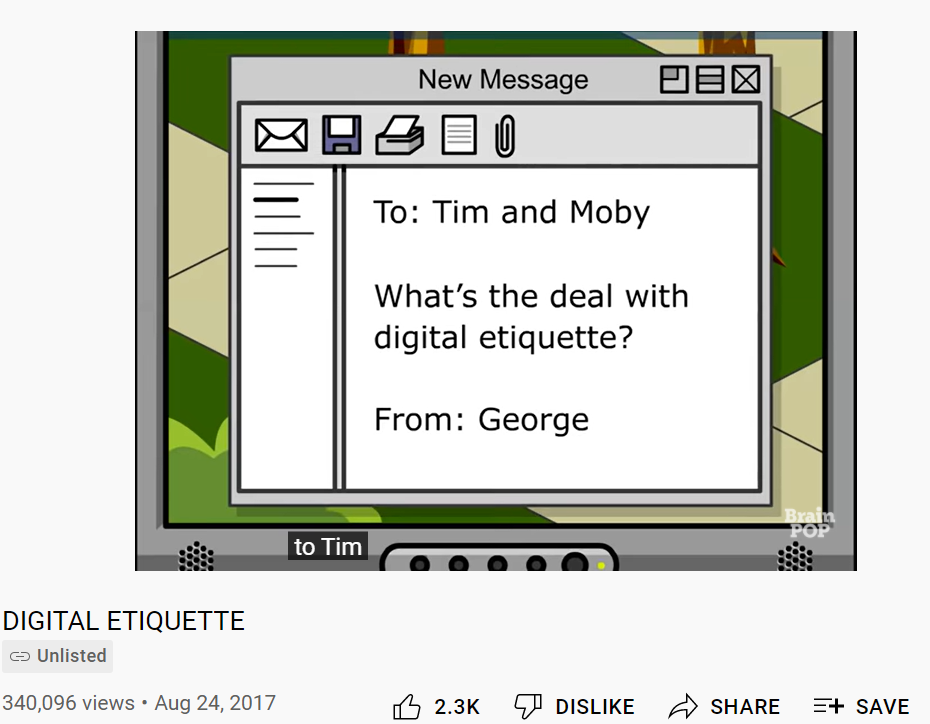 New Message
To: Tim and Moby
What's the deal with
digital etiquette?
From: George
Brain
POP
to Tim
DIGITAL ETIQUETTE
Unlisted
340,096 views • Aug 24, 2017
2.3K
DISLIKE
SHARE
SAVE